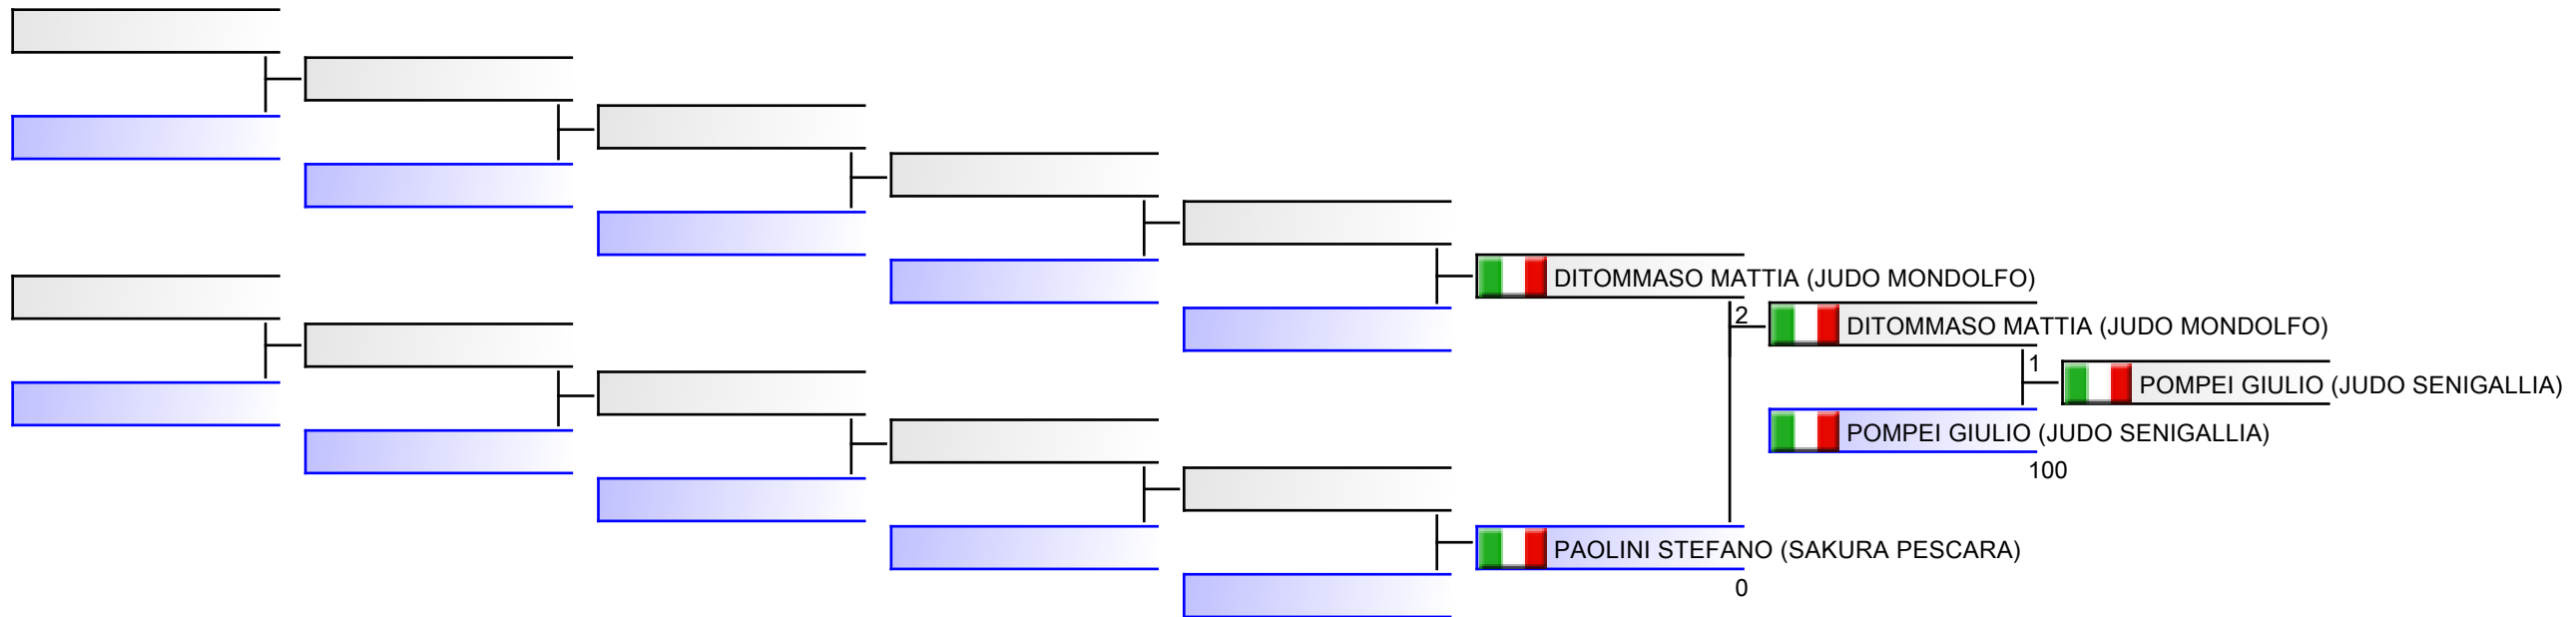 DITOMMASO MATTIA (JUDO MONDOLFO)
2
DITOMMASO MATTIA (JUDO MONDOLFO)
1
POMPEI GIULIO (JUDO SENIGALLIA)
POMPEI GIULIO (JUDO SENIGALLIA)
100
PAOLINI STEFANO (SAKURA PESCARA)
0